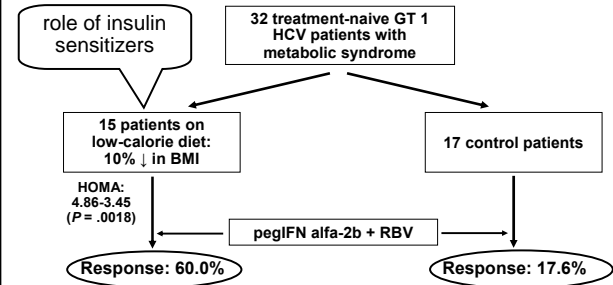 role of insulin
sensitizers
32 treatment-naive GT 1
HCV patients with
metabolic syndrome
15 patients on
low-calorie diet:
10% ↓ in BMI
17 control patients
HOMA:
4.86-3.45
(P = .0018)
pegIFN alfa-2b + RBV
Response: 60.0%
Response: 17.6%